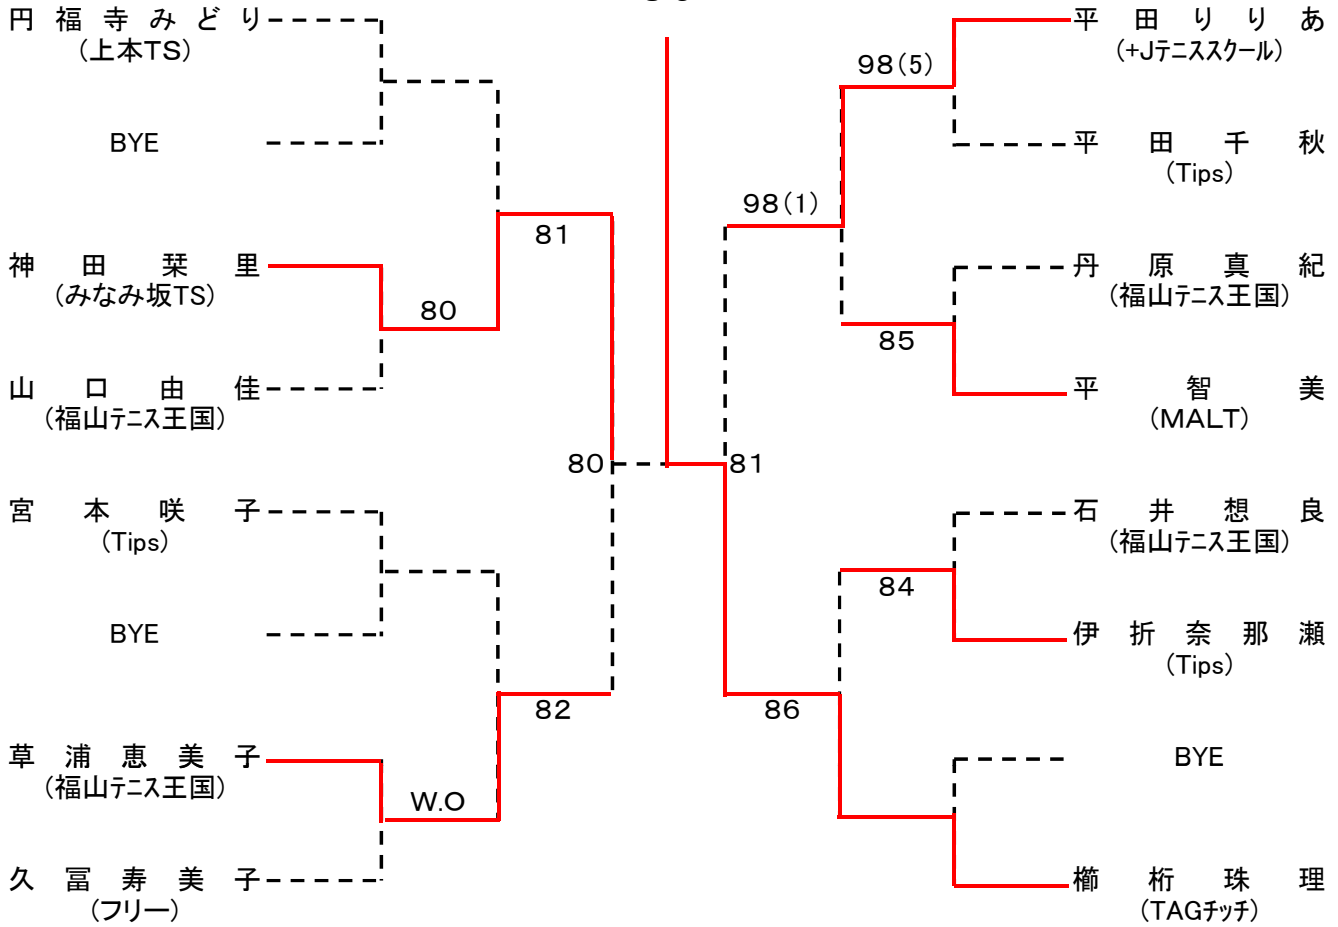 円福寺みどり
(上本TS)
BYE
神田栞里
(みなみ坂TS)
山口由佳
(福山テニス王国)
宮本咲子
(Tips)
BYE
草浦恵美子
(福山テニス王国)
久冨寿美子
(フリー)
80
W.O
81
82
80
81
98(1)
86
98(5)
85
84
平田りりあ
(+Jテニススクール)
平田千秋
(Tips)
丹原真紀
(福山テニス王国)
平智美
(MALT)
石井想良
(福山テニス王国)
伊折奈那瀬
(Tips)
BYE
櫛桁珠理
(TAGチッチ)